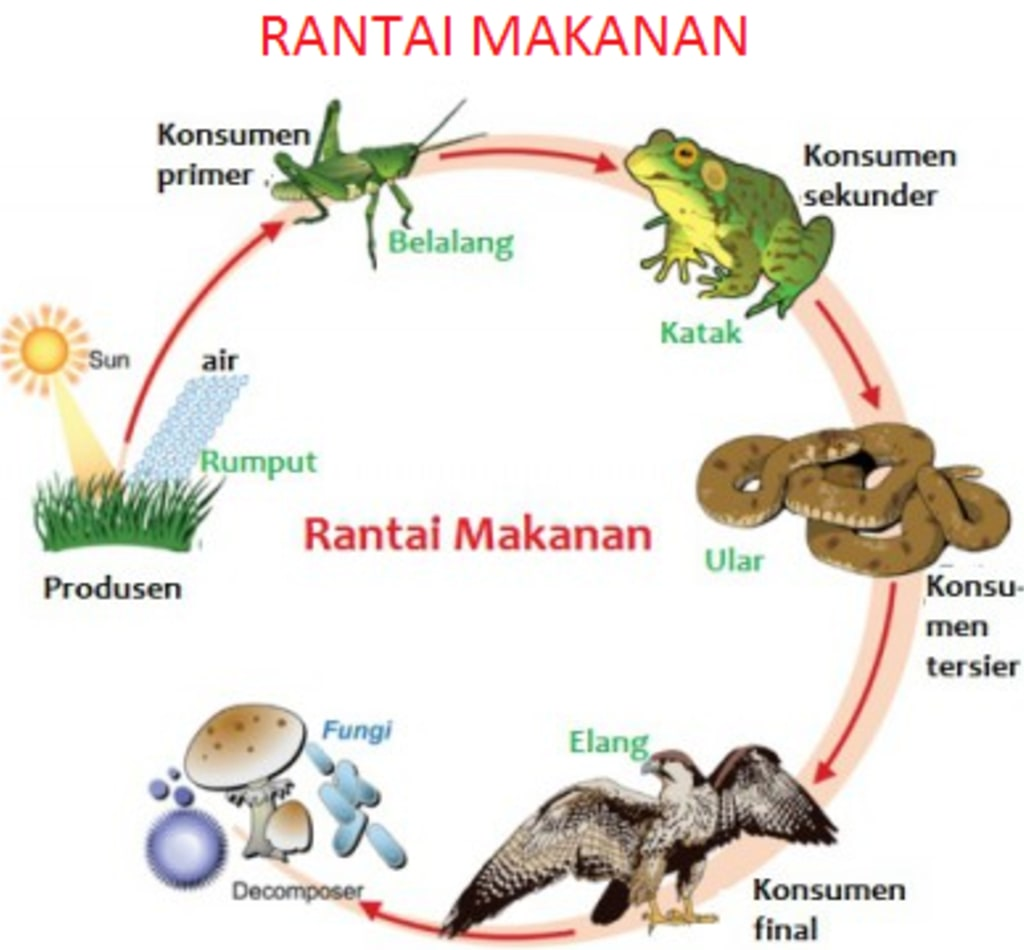 RANTAI MAKANAN
Konsumen
primer
Belalang
Konsumen
sekunder
Katak
Sun
air
Rumput
Produsen
Rantai Makanan
Ular
Konsu-
men
tersier
Elang
Konsumen
final
Fungi
Decomposer